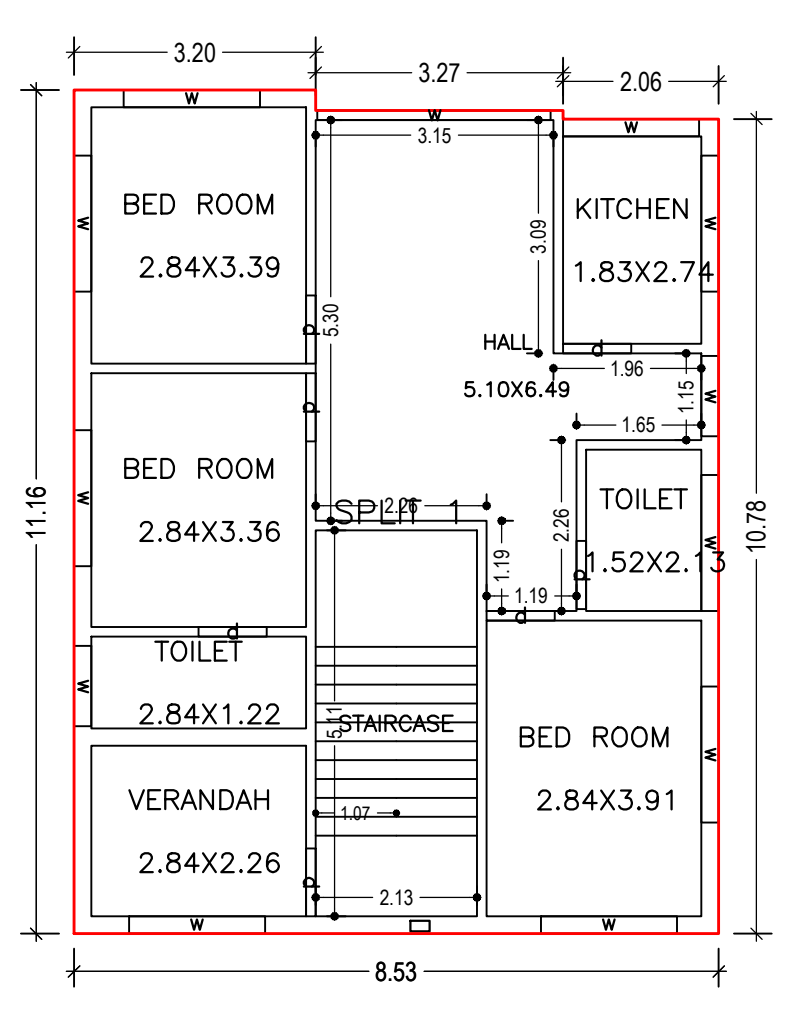 3.20
3.27
2.06
W
W
W
3.15
BED ROOM
2.84X3.39
W
3.09
KITCHEN
1.83X2.74
W
5.30
d
HALL
5.10X6.49
d
1.96
1.15
W
d
1.65
BED ROOM
2.84X3.36
W
11.16
2.26
SPLIT 1
2.26
TOILET
1.52X2.13
W
d
10.78
1.19
1.19
d
d
TOILET
2.84X1.22
W
5.11
STAIRCASE
BED ROOM
2.84X3.91
W
VERANDAH
2.84X2.26
1.07
d
2.13
W
W
8.53